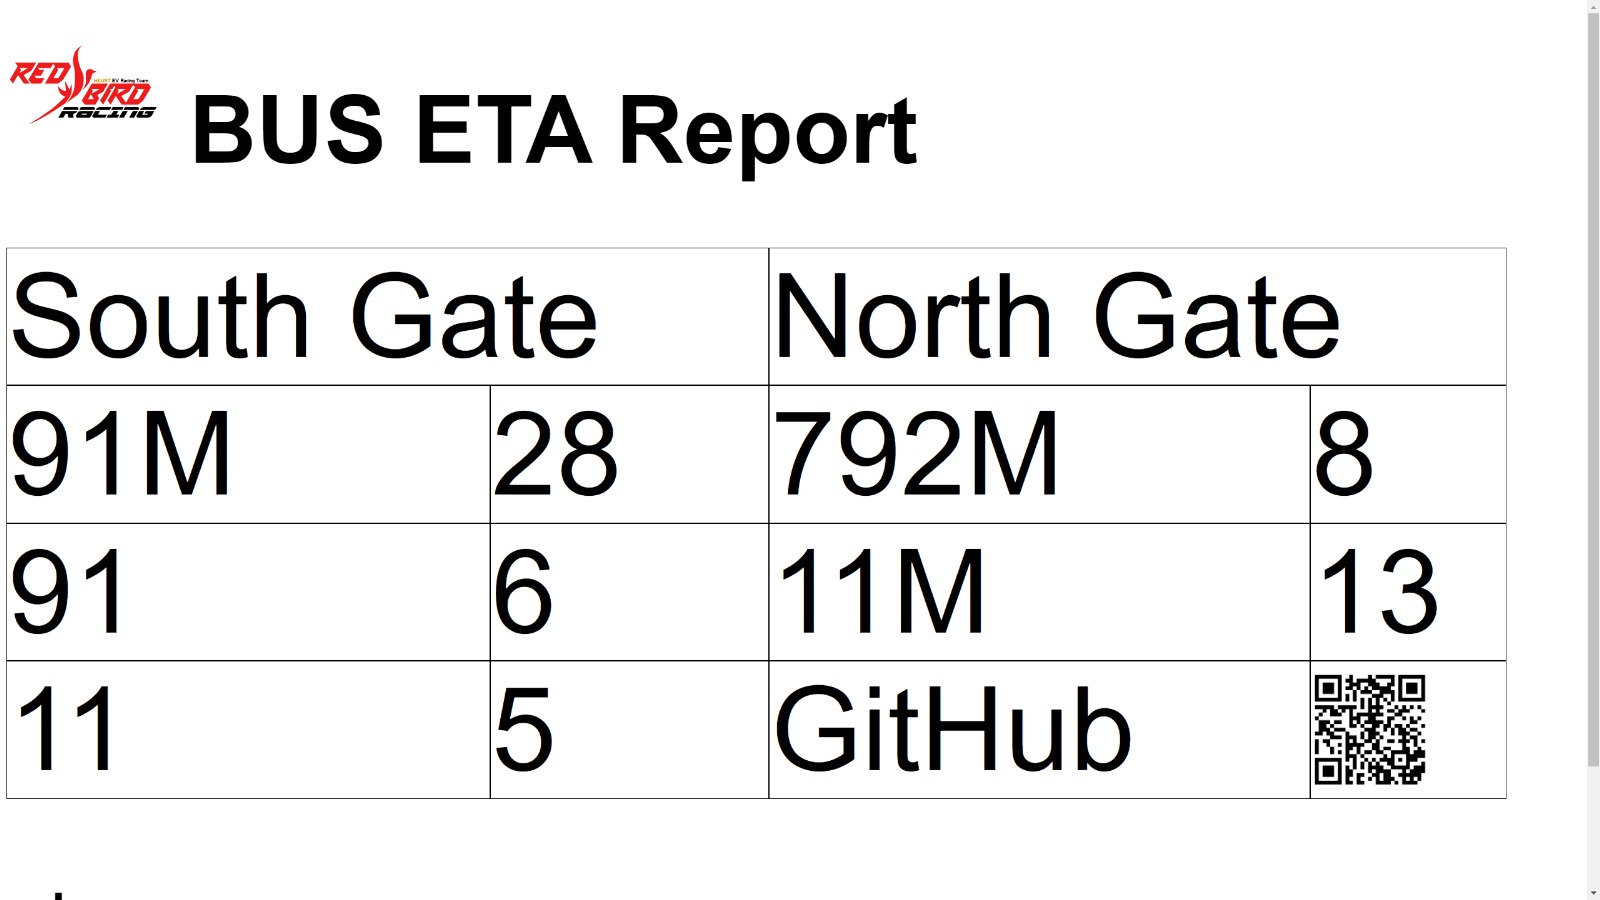 RED BIRD
HKUST EV Racing Team
RACING
BUS ETA Report
South Gate North Gate
91M 28 792M 8
91 6 11M 13
11 5 GitHub